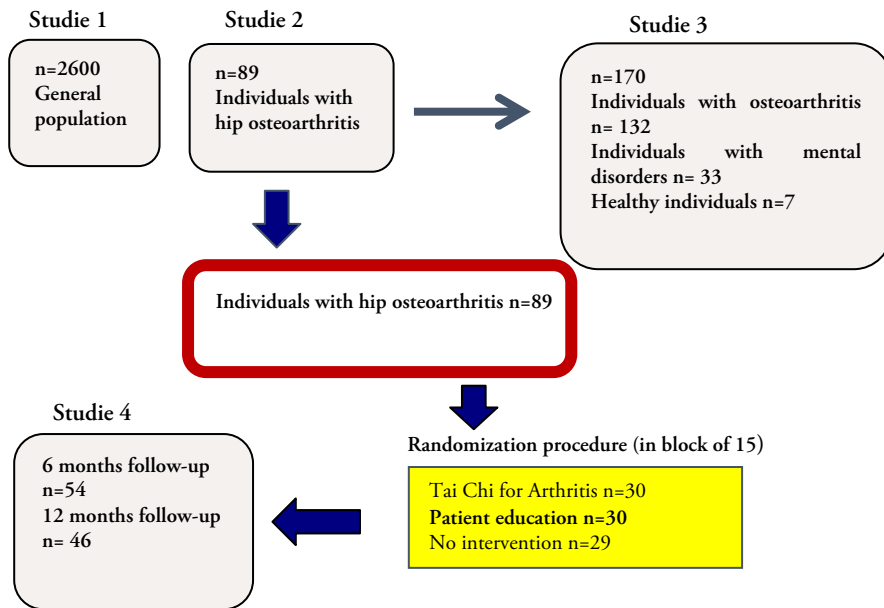 Studie 1
n=2600
General
population
Studie 2
n=89
Individuals with
hip osteoarthritis
Studie 3
n=170
Individuals with osteoarthritis
n= 132
Individuals with mental
disorders n= 33
Healthy individuals n=7
Individuals with hip osteoarthritis n=89
Randomization procedure (in block of 15)
Tai Chi for Arthritis n=30
Patient education n=30
No intervention n=29
Studie 4
6 months follow-up
n=54
12 months follow-up
n= 46